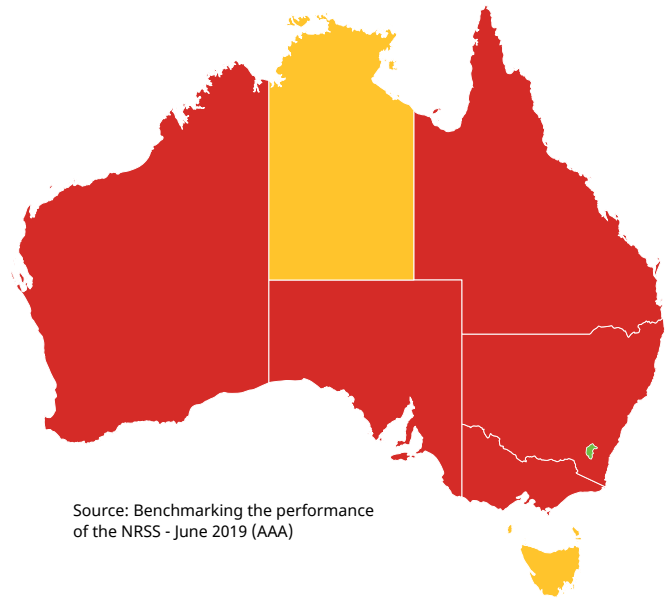 Source: Benchmarking the performance
of the NRSS - June 2019 (AAA)